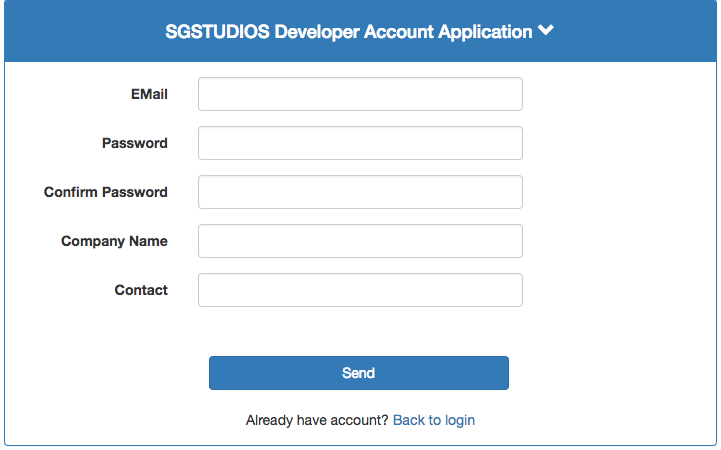 SGSTUDIOS Developer Account Application
EMail
Password
Confirm Password
Company Name
Contact
Send
Already have account? Back to login